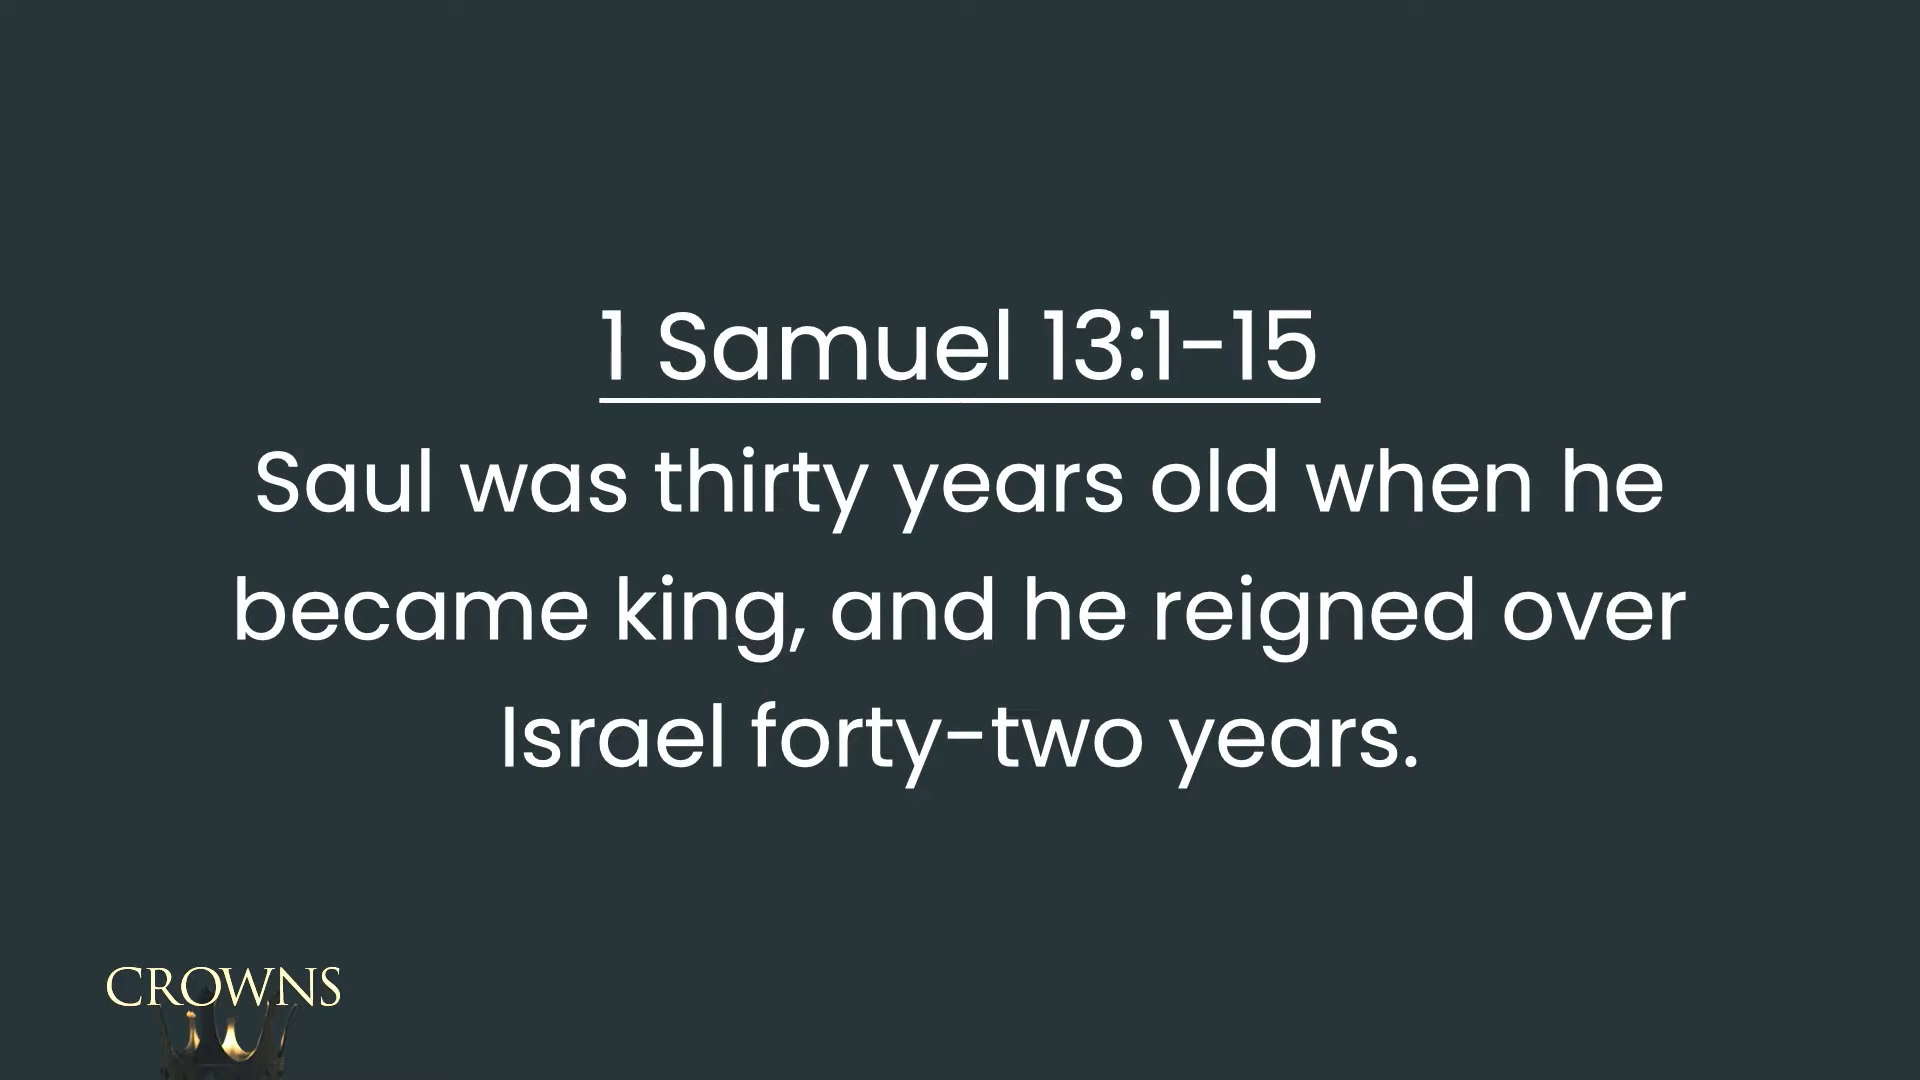 1 Samuel 13:1-15
Saul was thirty years old when he
became king, and he reigned over
Israel forty-two years.
CROWNS